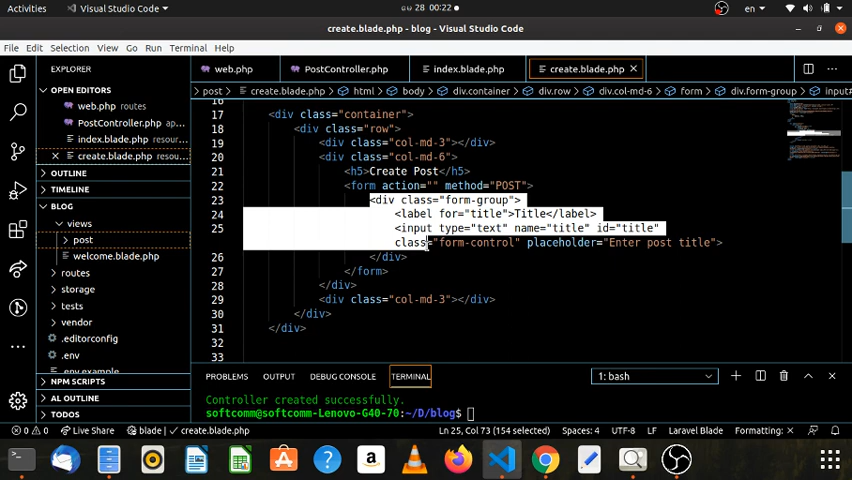 Activities
Visual Studio Code
28 00:22
en
create.blade.php - blog - Visual Studio Code
File Edit Selection View Go Run Terminal Help
EXPLORER
web.php
PostController.php
index.blade.php
create.blade.php
OPEN EDITORS
post > create.blade.php > html > body > div.container > div.row > div.col-md-6 > form > div.form-group > input#
web.php routes
PostController.php ap...
index.blade.php resour...
create.blade.php resou...
OUTLINE
TIMELINE
BLOG
views
post
welcome.blade.php
routes
storage
tests
vendor
.editorconfig
.env
.env.example
NPM SCRIPTS
AL OUTLINE
TODOS
16
17 <div class="container">
18 <div class="row">
19 <div class="col-md-3"></div>
20 <div class="col-md-6">
21 <h5>Create Post</h5>
22 <form action="" method="POST">
23 <div class="form-group">
24 <label for="title">Title</label>
25 <input type="text" name="title" id="title"
class="form-control" placeholder="Enter post title">
26 </div>
27 </form>
28 </div>
29 <div class="col-md-3"></div>
30 </div>
31 </div>
32
33
PROBLEMS OUTPUT DEBUG CONSOLE TERMINAL
1: bash
Controller created successfully.
softcomm@softcomm-Lenovo-G40-70:~/D/blog$
0 0 Live Share blade | create.blade.php
Ln 25, Col 73 (154 selected) Spaces: 4 UTF-8 LF Laravel Blade Formatting: ×